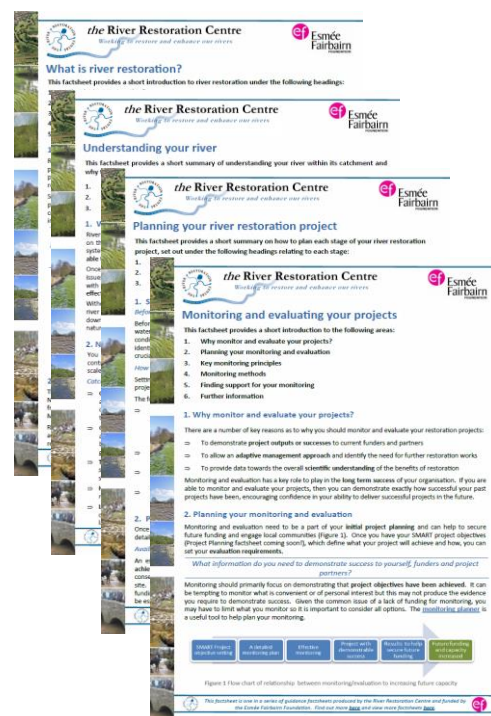 the River Restoration Centre
Working to restore and enhance our rivers
Esmée
Fairbairn
FOUNDATION
What is river restoration?
This factsheet provides a short introduction to river restoration under the following headings:
the River Restoration Centre
Working to restore and enhance our rivers
Esmée
Fairbairn
FOUNDATION
Understanding your river
This factsheet provides a short summary of understanding your river within its catchment and
why
1.
2.
3.
the River Restoration Centre
Working to restore and enhance our rivers
Esmée
Fairbairn
FOUNDATION
Planning your river restoration project
This factsheet provides a short summary on how to plan each stage of your river restoration
project, set out under the following headings relating to each stage:
1.
2.
3.
the River Restoration Centre
Working to restore and enhance our rivers
Esmée
Fairbairn
FOUNDATION
Monitoring and evaluating your projects
This factsheet provides a short introduction to the following areas:
1. Why monitor and evaluate your projects?
2. Planning your monitoring and evaluation
3. Key monitoring principles
4. Monitoring methods
5. Finding support for your monitoring
6. Further information
1. Why monitor and evaluate your projects?
There are a number of key reasons as to why you should monitor and evaluate your restoration projects:
To demonstrate project outputs or successes to current funders and partners
To allow an adaptive management approach and identify the need for further restoration works
To provide data towards the overall scientific understanding of the benefits of restoration
Monitoring and evaluation has a key role to play in the long term success of your organisation. If you are
able to monitor and evaluate your projects, then you can demonstrate exactly how successful your past
projects have been, encouraging confidence in your ability to deliver successful projects in the future.
2. Planning your monitoring and evaluation
Monitoring and evaluation need to be a part of your initial project planning and can help to secure
future funding and engage local communities (Figure 1). Once you have your SMART project objectives
(Project Planning factsheet coming soon!), which define what your project will achieve and how, you can
set your evaluation requirements.
What information do you need to demonstrate success to yourself, funders and project
partners?
Monitoring should primarily focus on demonstrating that project objectives have been achieved. It can
be tempting to monitor what is convenient or of personal interest but this may not produce the evidence
you require to demonstrate success. Given the common issue of a lack of funding for monitoring, you
may have to limit what you monitor so it is important to consider all options. The monitoring planner is
a useful tool to help plan your monitoring.
SMART Project objective setting
A detailed monitoring plan
Effective monitoring
Project with demonstrable success
Results to help secure future funding
Future funding and capacity increased
Figure 1 Flow chart of relationship between monitoring/evaluation to increasing future capacity
This factsheet is one in a series of guidance factsheets produced by the River Restoration Centre and funded by
the Esmée Fairbairn Foundation. Find out more here and view more factsheets here.